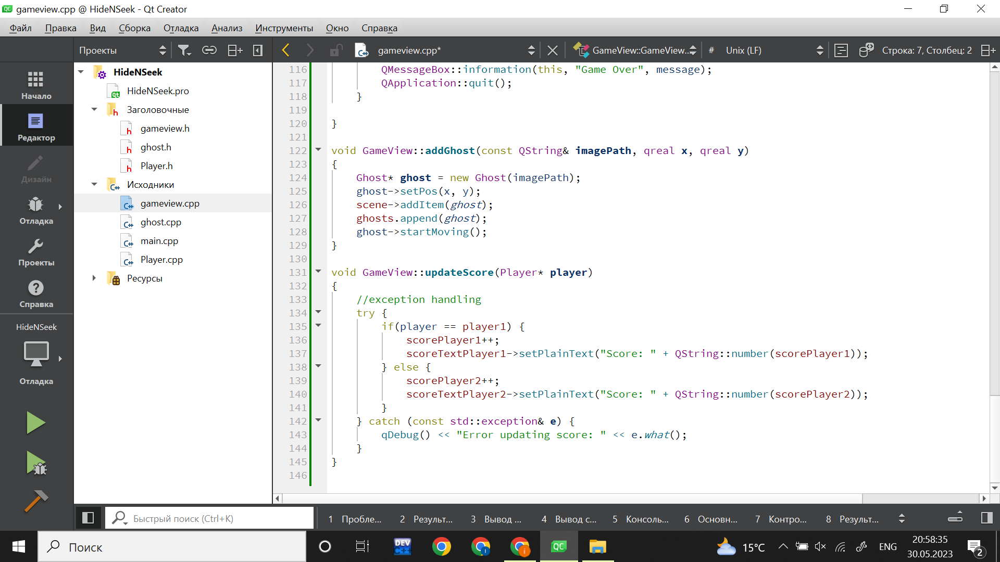 gameview.cpp @ HideNSeek - Qt Creator
Файл Правка Вид Сборка Отладка Анализ Инструменты Окно Справка
Проекты
gameview.cpp*
GameView::GameView...
# Unix (LF)
Строка: 7, Столбец: 2
Начало
Редактор
Дизайн
Отладка
Проекты
Справка
HideNSeek
Отладка
HideNSeek
HideNSeek.pro
Заголовочные
gameview.h
ghost.h
Player.h
Исходники
gameview.cpp
ghost.cpp
main.cpp
Player.cpp
Ресурсы
116         QMessageBox::information(this, "Game Over", message);
117         QApplication::quit();
118     }
119
120 }
121
122 void GameView::addGhost(const QString& imagePath, qreal x, qreal y)
123 {
124     Ghost* ghost = new Ghost(imagePath);
125     ghost->setPos(x, y);
126     scene->addItem(ghost);
127     ghosts.append(ghost);
128     ghost->startMoving();
129 }
130
131 void GameView::updateScore(Player* player)
132 {
133     //exception handling
134     try {
135         if(player == player1) {
136             scorePlayer1++;
137             scoreTextPlayer1->setPlainText("Score: " + QString::number(scorePlayer1));
138         } else {
139             scorePlayer2++;
140             scoreTextPlayer2->setPlainText("Score: " + QString::number(scorePlayer2));
141         }
142     } catch (const std::exception& e) {
143         qDebug() << "Error updating score: " << e.what();
144     }
145 }
146
Быстрый поиск (Ctrl+K)
1 Пробле... 2 Результ... 3 Вывод ... 4 Вывод с... 5 Консоль... 6 Основн... 7 Контро... 8 Результ...
Поиск
DEV C++
QC
15°C
ENG
20:58:35
30.05.2023
2